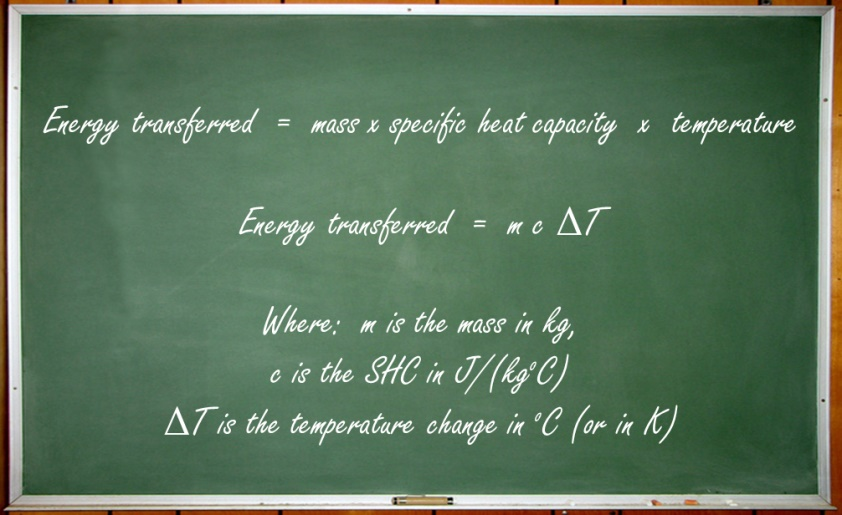 Energy transferred = mass x specific heat capacity x temperature
Energy transferred = m c ΔT
Where: m is the mass in kg,
c is the SHC in J/(kg°C)
ΔT is the temperature change in °C (or in K)